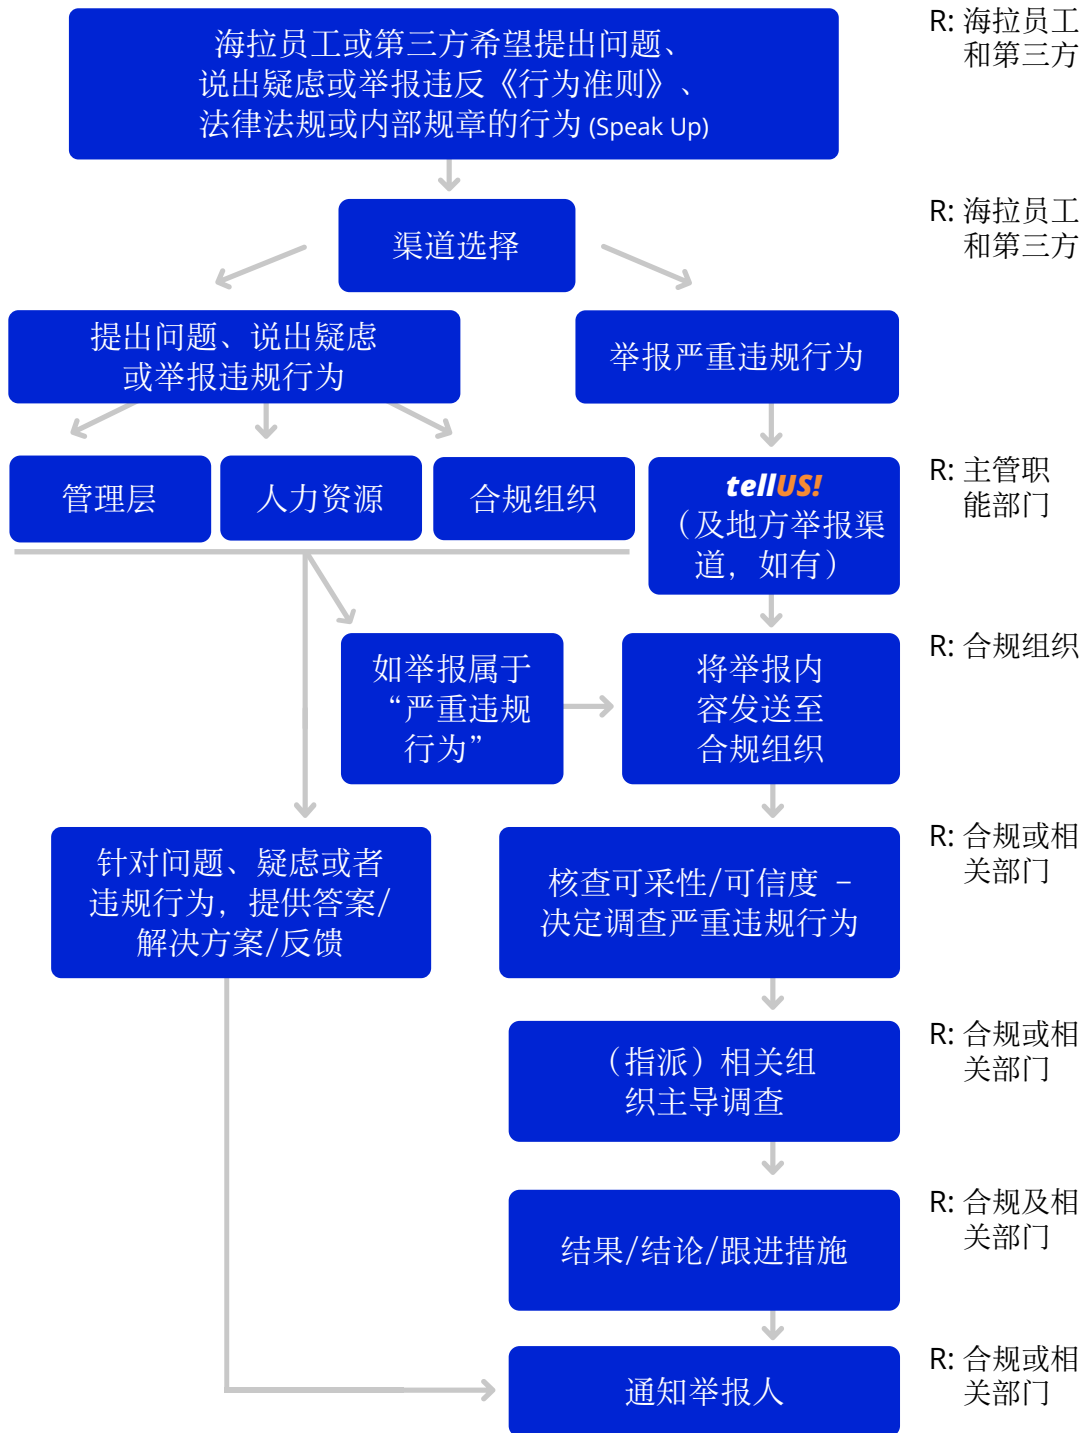 海拉员工或第三方希望提出问题、
说出疑虑或举报违反《行为准则》、
法律法规或内部规章的行为 (Speak Up)
R: 海拉员工
和第三方
渠道选择
R: 海拉员工
和第三方
提出问题、说出疑虑
或举报违规行为
举报严重违规行为
管理层
人力资源
合规组织
tellUS!
（及地方举报渠
道，如有）
R: 主管职
能部门
如举报属于
“严重违规
行为”
将举报内
容发送至
合规组织
R: 合规组织
针对问题、疑虑或者
违规行为，提供答案/
解决方案/反馈
核查可采性/可信度 –
决定调查严重违规行为
R: 合规或相
关部门
（指派）相关组
织主导调查
R: 合规或相
关部门
结果/结论/跟进措施
R: 合规及相
关部门
通知举报人
R: 合规或相
关部门